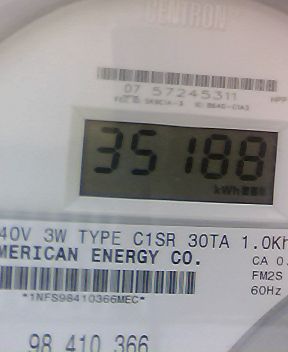 CENTRON
07 57245311
35188
kWh
40V 3W TYPE C1SR 30TA 1.0Kh
MERICAN ENERGY CO.
CA 0.
FM2S
60Hz
*1NFS98410366MEC*
98 410 366